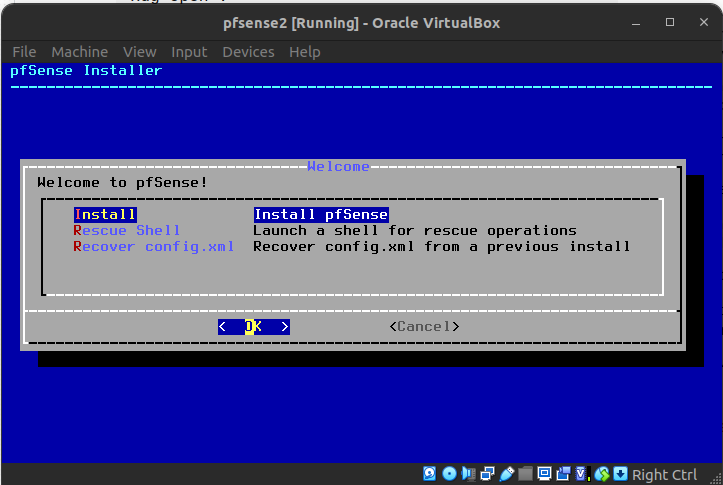 pfsense2 [Running] - Oracle VirtualBox
File Machine View Input Devices Help
pfSense Installer
Welcome
Welcome to pfSense!
Install Install pfSense
Rescue Shell Launch a shell for rescue operations
Recover config.xml Recover config.xml from a previous install
< OK > <Cancel>
Right Ctrl